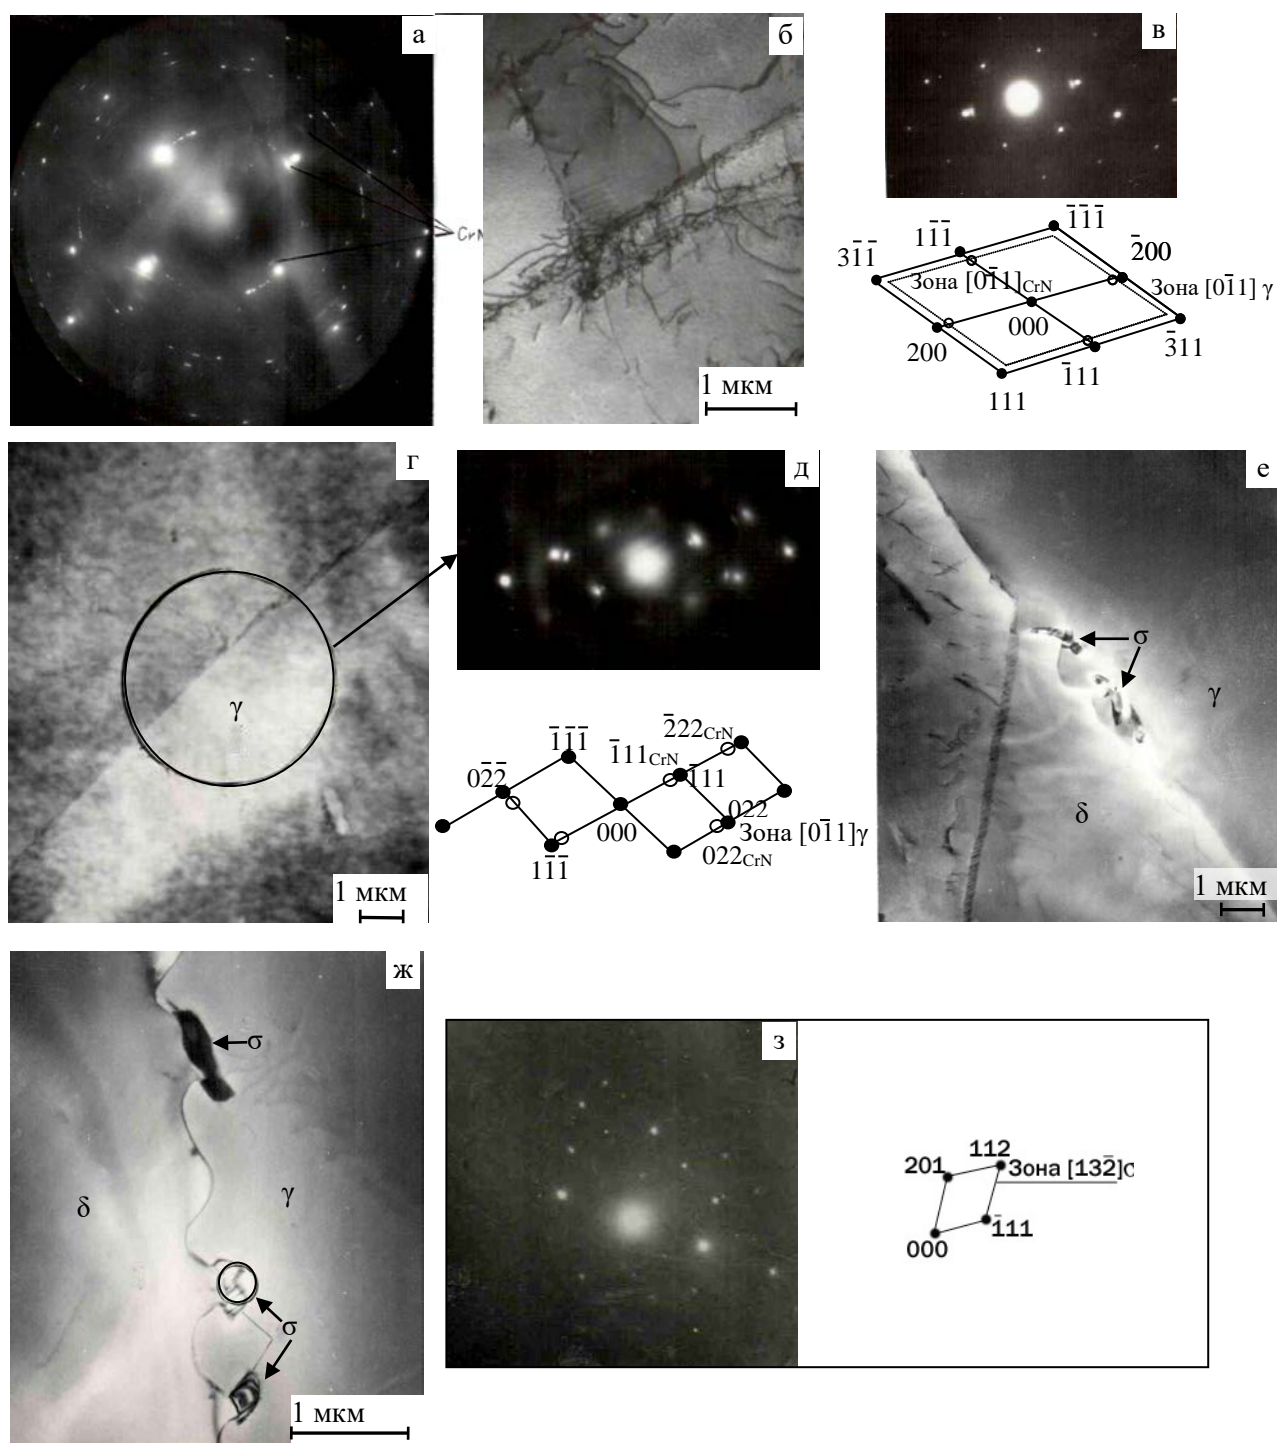 а
CrN
б
1 мкм
в
1̄1̄1̄
11̄1̄
2̄00
31̄1̄
Зона [01̄1]CrN
Зона [01̄1] γ
000
200
3̄11
1̄11
111
г
γ
1 мкм
д
2̄22CrN
1̄1̄1̄
1̄11CrN
02̄2̄
1̄11
022
000
Зона [01̄1]γ
022CrN
11̄1̄
е
σ
γ
δ
1 мкм
ж
σ
γ
δ
σ
1 мкм
з
112
201
Зона [132̄]
1̄11
000